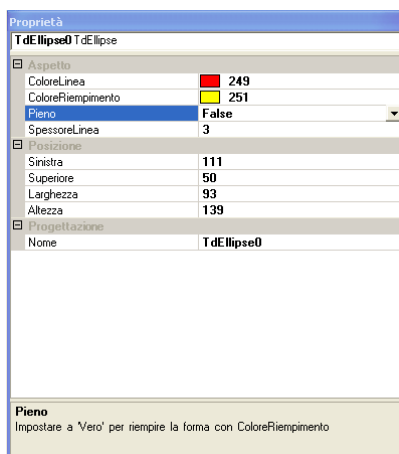 Proprietà
TdEllipse0 TdEllipse
Aspetto
ColoreLinea 249
ColoreRiempimento 251
Pieno False
SpessoreLinea 3
Posizione
Sinistra 111
Superiore 50
Larghezza 93
Altezza 139
Progettazione
Nome TdEllipse0
Pieno
Impostare a 'Vero' per riempire la forma con ColoreRiempimento